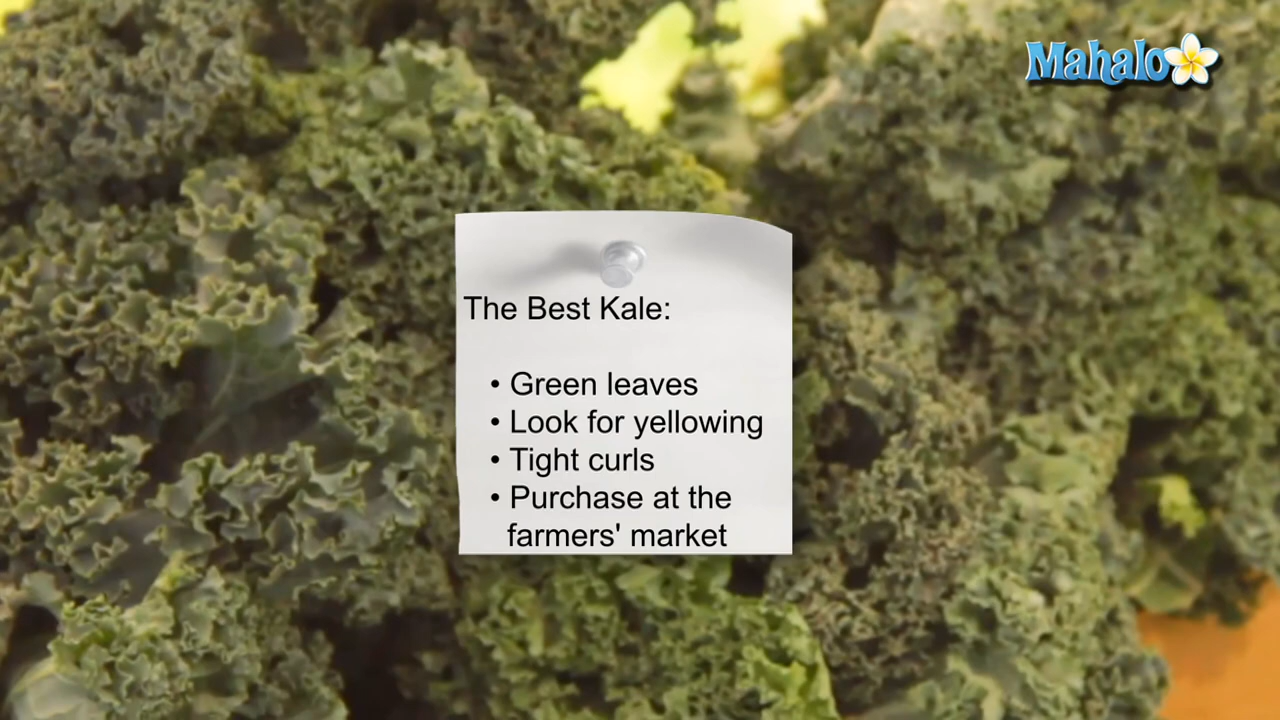 Mahalo
The Best Kale:
• Green leaves
• Look for yellowing
• Tight curls
• Purchase at the
farmers' market